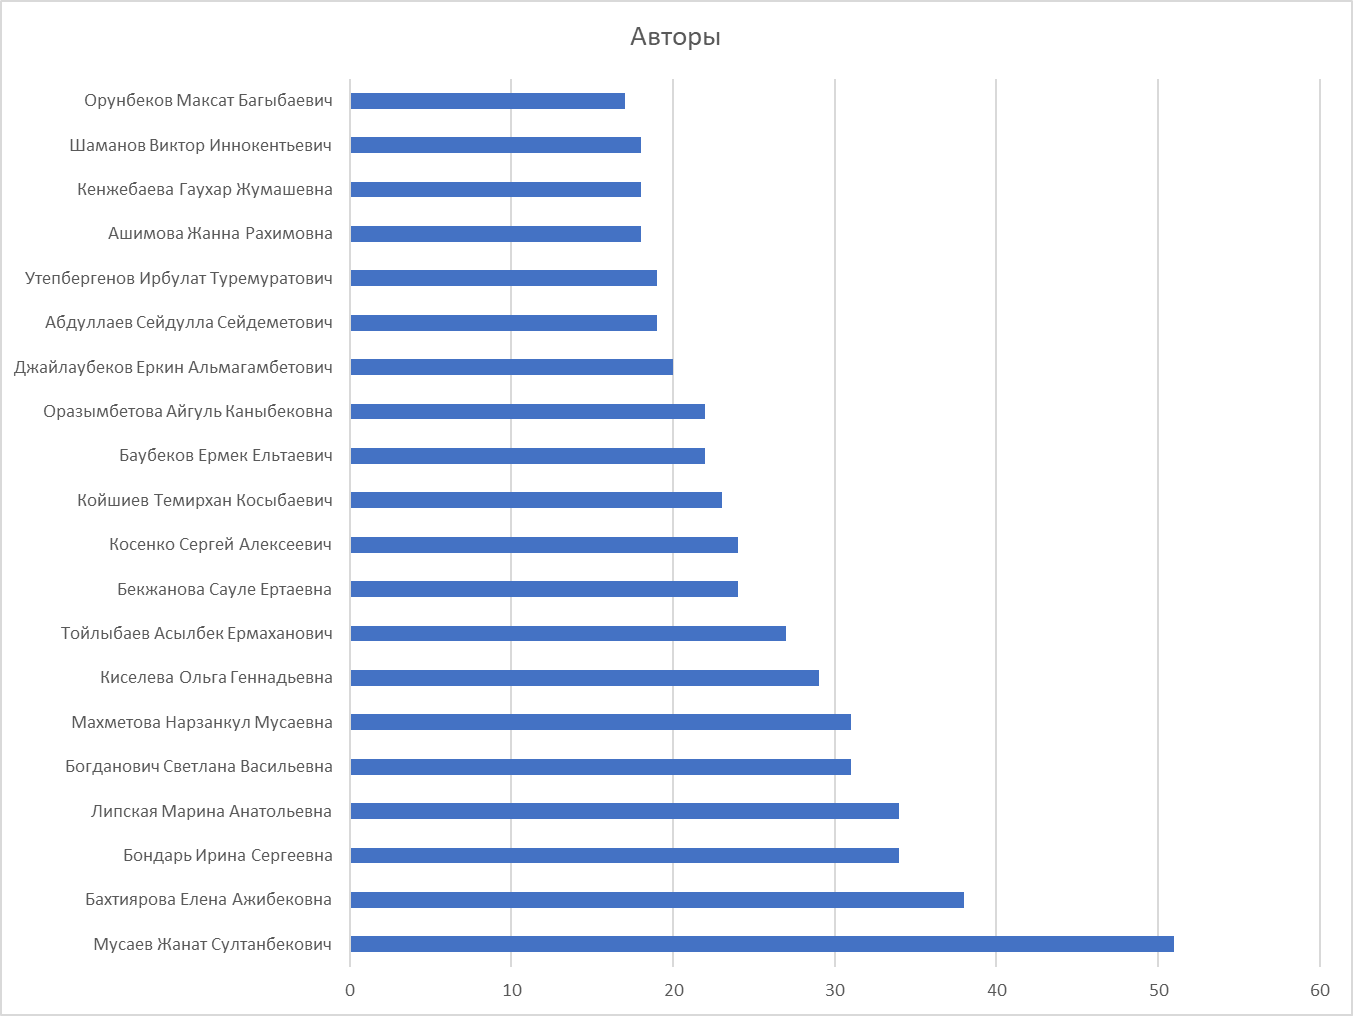 Авторы
Орунбеков Максат Багыбаевич
Шаманов Виктор Иннокентьевич
Кенжебаева Гаухар Жумашевна
Ашимова Жанна Рахимовна
Утепбергенов Ирбулат Туремуратович
Абдуллаев Сейдулла Сейдеметович
Джайлаубеков Еркин Альмагамбетович
Оразымбетова Айгуль Каныбековна
Баубеков Ермек Ельтаевич
Койшиев Темирхан Косыбаевич
Косенко Сергей Алексеевич
Бекжанова Сауле Ертаевна
Тойлыбаев Асылбек Ермаханович
Киселева Ольга Геннадьевна
Махметова Нарзанкул Мусаевна
Богданович Светлана Васильевна
Липская Марина Анатольевна
Бондарь Ирина Сергеевна
Бахтиярова Елена Ажибековна
Мусаев Жанат Султанбекович
0 10 20 30 40 50 60